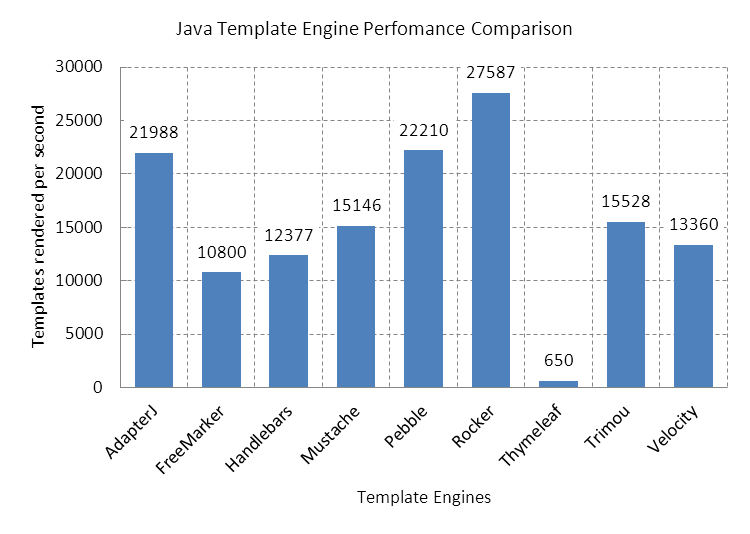 Java Template Engine Perfomance Comparison
Templates rendered per second
30000
25000
20000
15000
10000
5000
0
21988
10800
12377
15146
22210
27587
650
15528
13360
AdapterJ
FreeMarker
Handlebars
Mustache
Pebble
Rocker
Thymeleaf
Trimou
Velocity
Template Engines